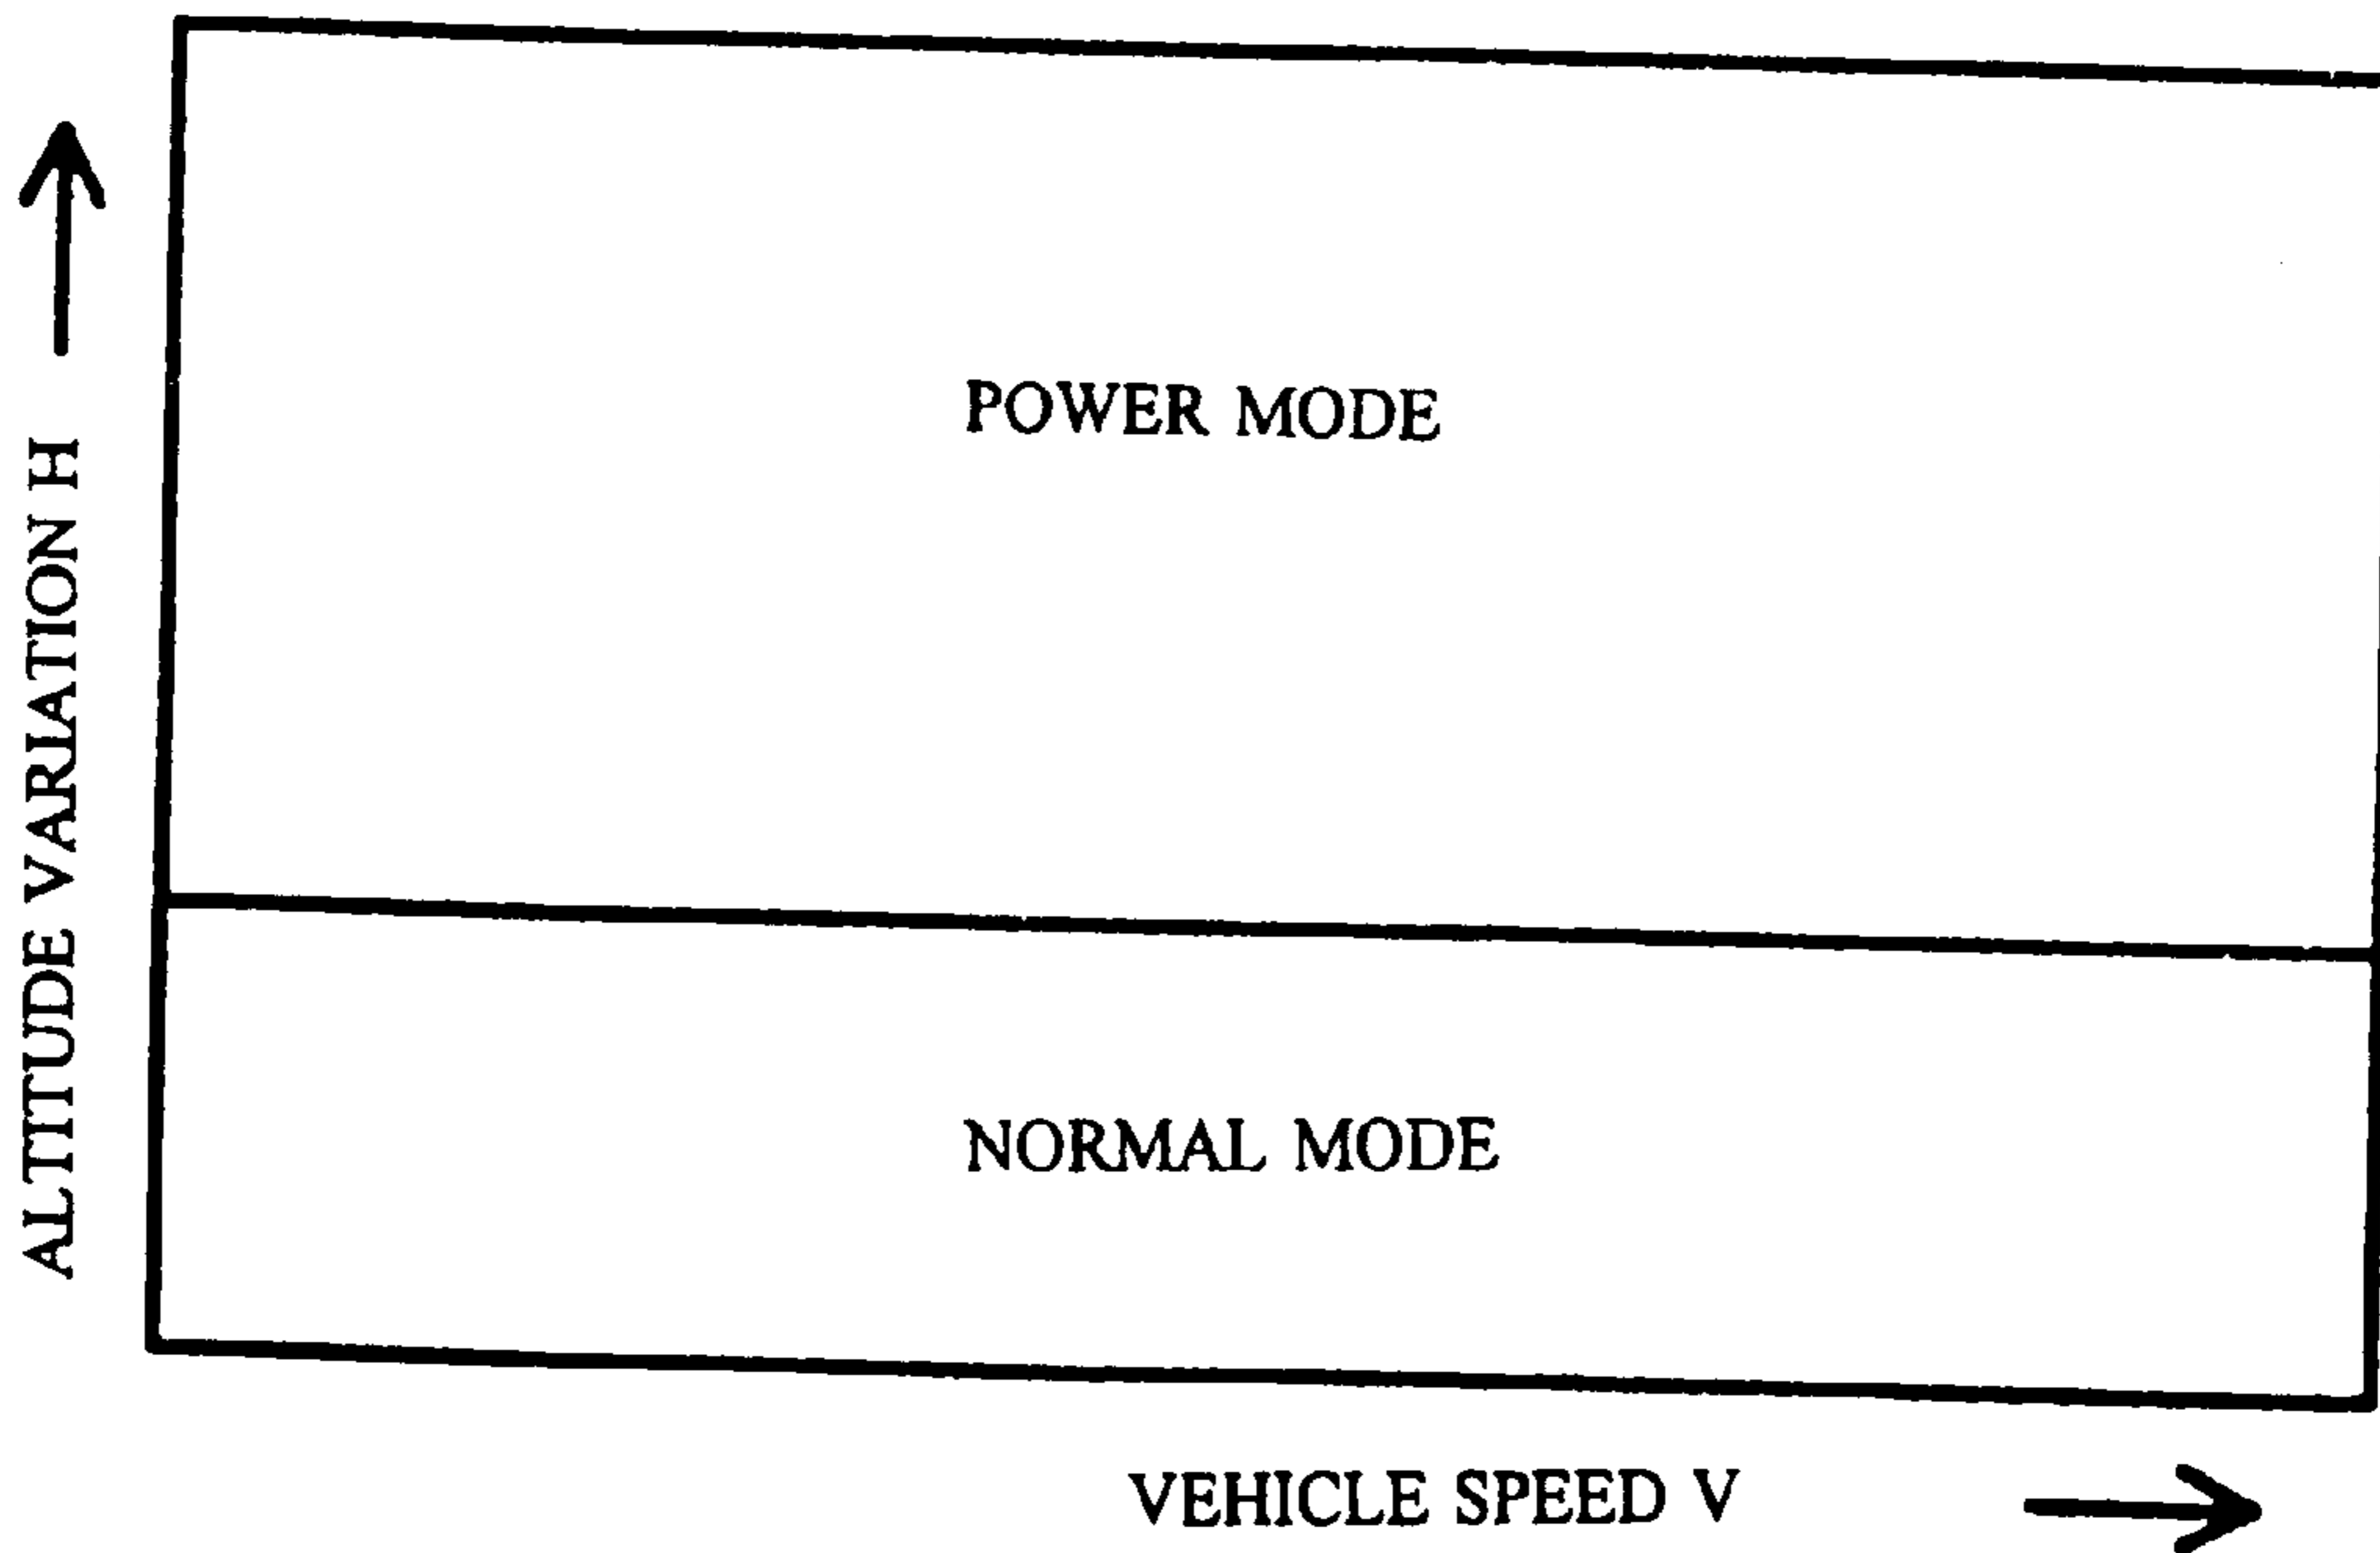 ALTITUDE VARIATION H
POWER MODE
NORMAL MODE
VEHICLE SPEED V